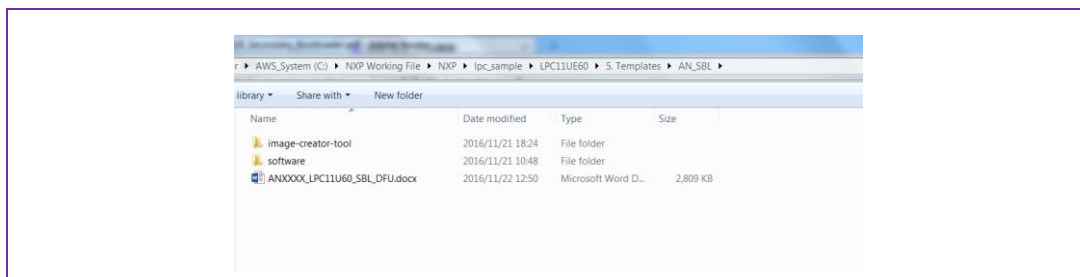 r ▸ AWS_System (C:) ▸ NXP Working File ▸ NXP ▸ lpc_sample ▸ LPC11UE60 ▸ 5. Templates ▸ AN_SBL ▸
library ▾ Share with ▾ New folder
Name Date modified Type Size
image-creator-tool 2016/11/21 18:24 File folder
software 2016/11/21 10:48 File folder
ANXXXX_LPC11U60_SBL_DFU.docx 2016/11/22 12:50 Microsoft Word D... 2,809 KB